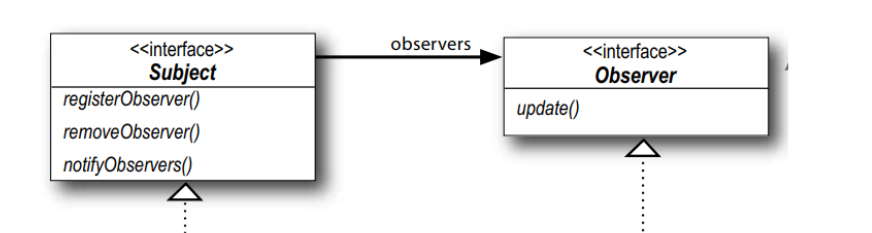 <<interface>>
Subject
registerObserver()
removeObserver()
notifyObservers()
observers
<<interface>>
Observer
update()